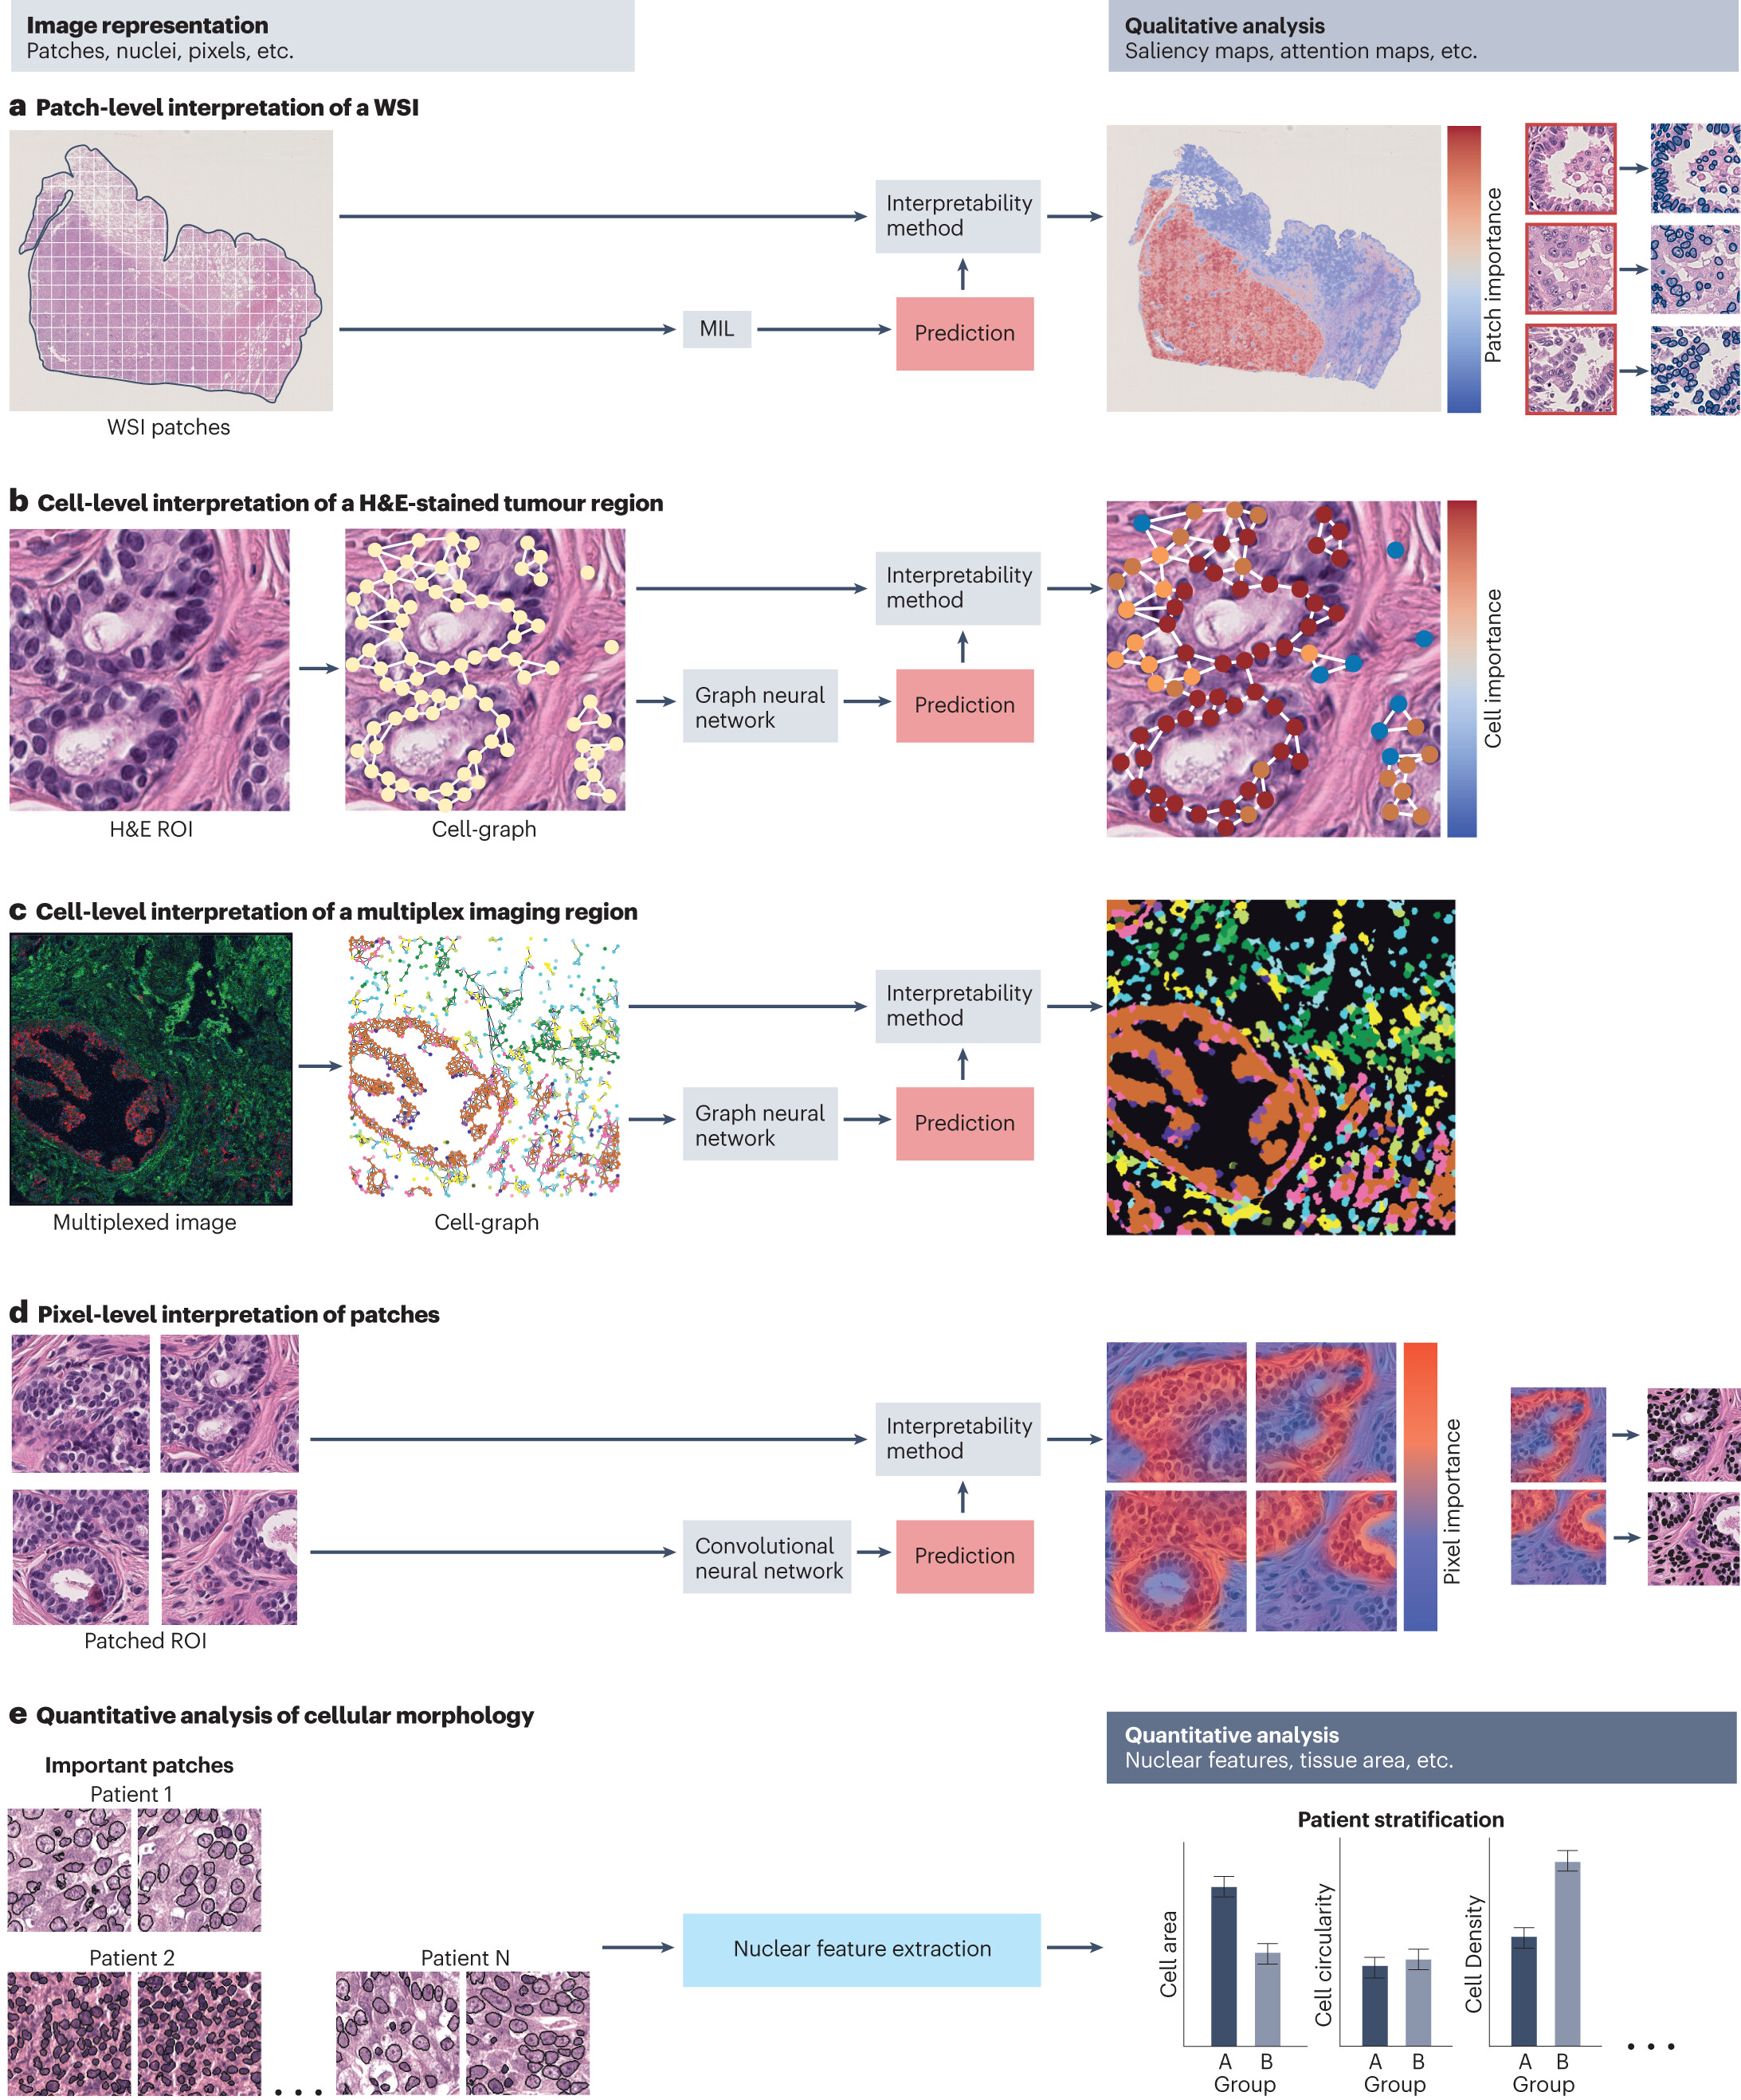 Image representation
Patches, nuclei, pixels, etc.
Qualitative analysis
Saliency maps, attention maps, etc.
a Patch-level interpretation of a WSI
Interpretability
method
MIL
Prediction
Patch importance
WSI patches
b Cell-level interpretation of a H&E-stained tumour region
Interpretability
method
Graph neural
network
Prediction
Cell importance
H&E ROI
Cell-graph
c Cell-level interpretation of a multiplex imaging region
Interpretability
method
Graph neural
network
Prediction
Multiplexed image
Cell-graph
d Pixel-level interpretation of patches
Interpretability
method
Convolutional
neural network
Prediction
Pixel importance
Patched ROI
e Quantitative analysis of cellular morphology
Quantitative analysis
Nuclear features, tissue area, etc.
Important patches
Patient 1
Patient 2
Patient N
• • •
Nuclear feature extraction
Patient stratification
Cell area
A B
Group
Cell circularity
A B
Group
Cell Density
A B
Group
• • •